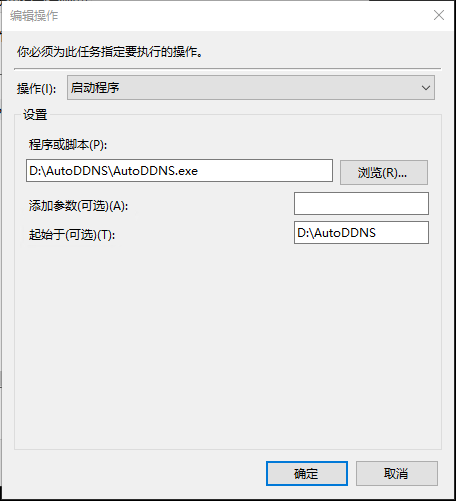 编辑操作
你必须为此任务指定要执行的操作。
操作(I): 启动程序
设置
程序或脚本(P):
D:\AutoDDNS\AutoDDNS.exe 浏览(R)...
添加参数(可选)(A):
起始于(可选)(T): D:\AutoDDNS
确定 取消